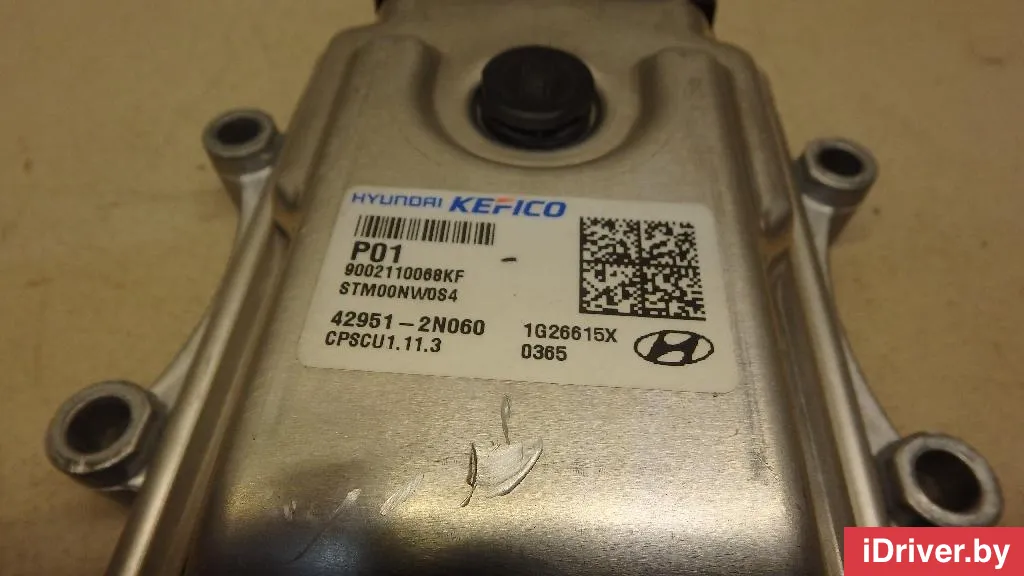 HYUNDAI KEFICO
P01
9002110068KF
STM00NW0S4
42951-2N060
CPSCU1.11.3
1G26615X
0365
iDriver.by